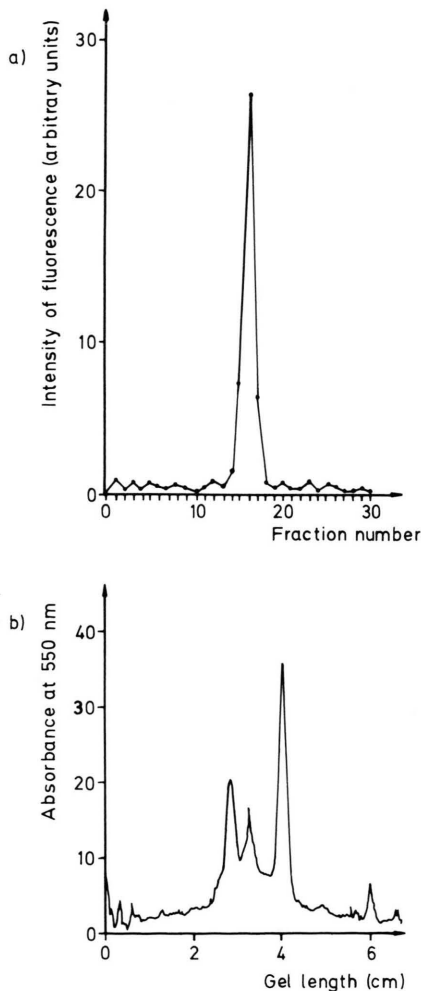 a)
Intensity of fluorescence (arbitrary units)
30
20
10
0
0 10 20 30
Fraction number
b)
Absorbance at 550 nm
40
30
20
10
0
0 2 4 6
Gel length (cm)